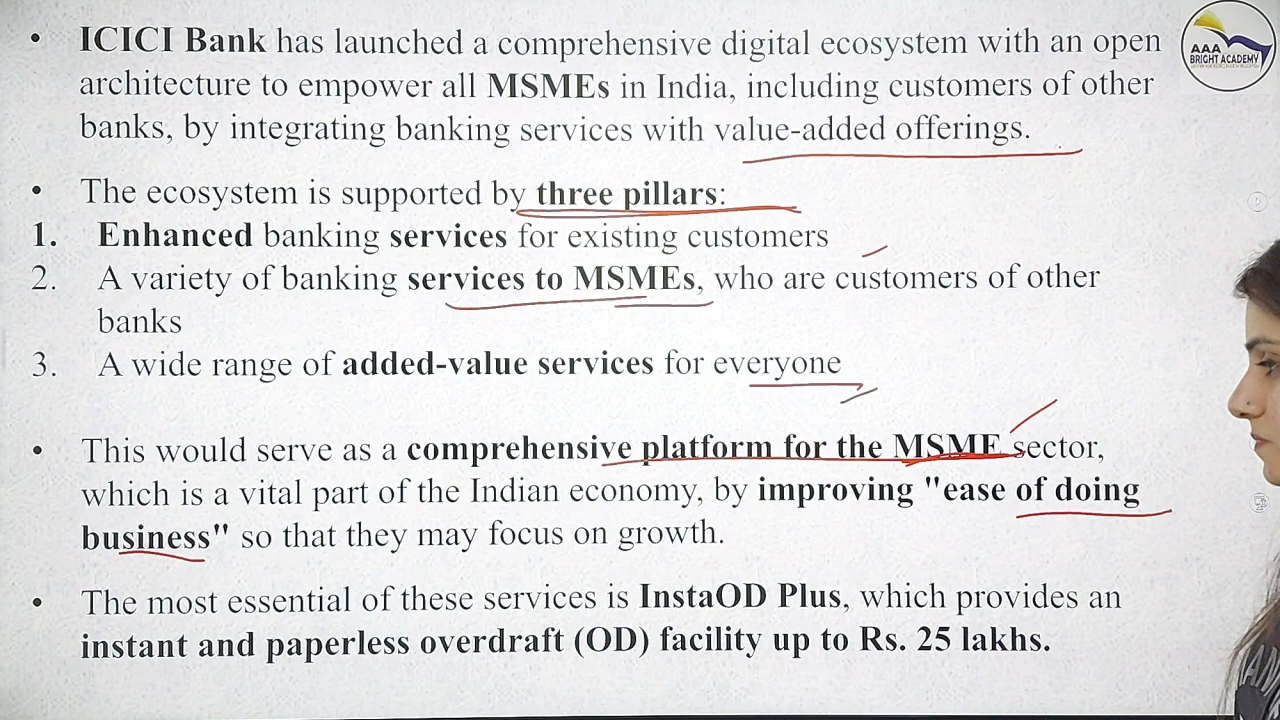 • ICICI Bank has launched a comprehensive digital ecosystem with an open
architecture to empower all MSMEs in India, including customers of other
banks, by integrating banking services with value-added offerings.
AAA
BRIGHT ACADEMY
• The ecosystem is supported by three pillars:
1. Enhanced banking services for existing customers
2. A variety of banking services to MSMEs, who are customers of other
banks
3. A wide range of added-value services for everyone
• This would serve as a comprehensive platform for the MSME sector,
which is a vital part of the Indian economy, by improving "ease of doing
business" so that they may focus on growth.
• The most essential of these services is InstaOD Plus, which provides an
instant and paperless overdraft (OD) facility up to Rs. 25 lakhs.